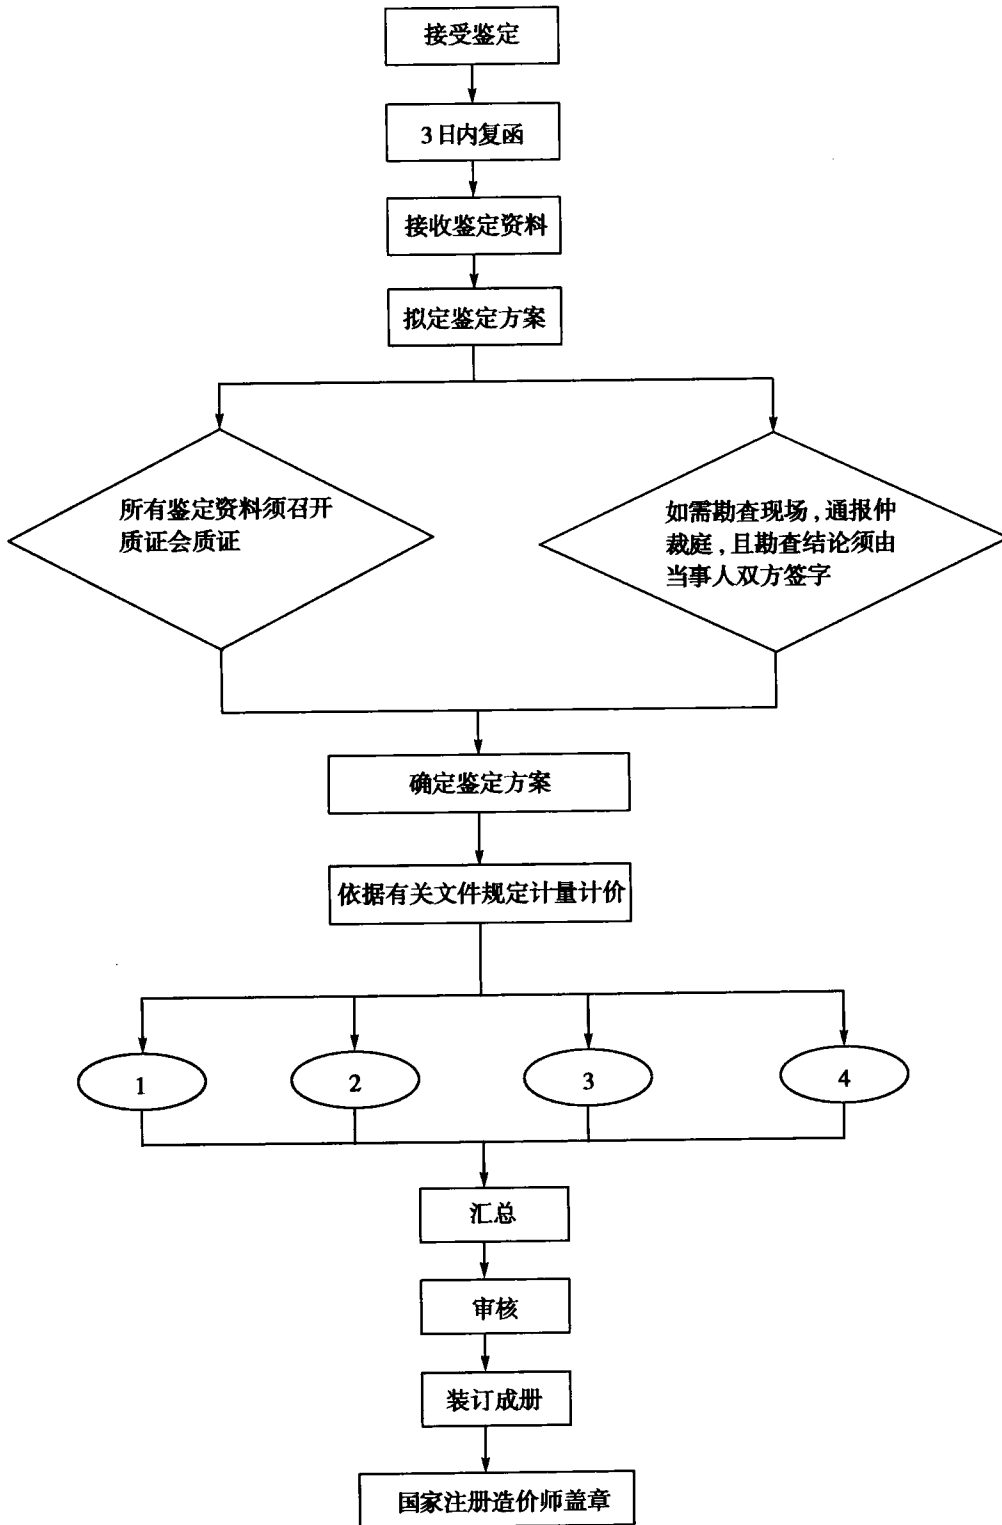 接受鉴定
3日内复函
接收鉴定资料
拟定鉴定方案
所有鉴定资料须召开
质证会质证
如需勘查现场,通报仲
裁庭,且勘查结论须由
当事人双方签字
确定鉴定方案
依据有关文件规定计量计价
1
2
3
4
汇总
审核
装订成册
国家注册造价师盖章